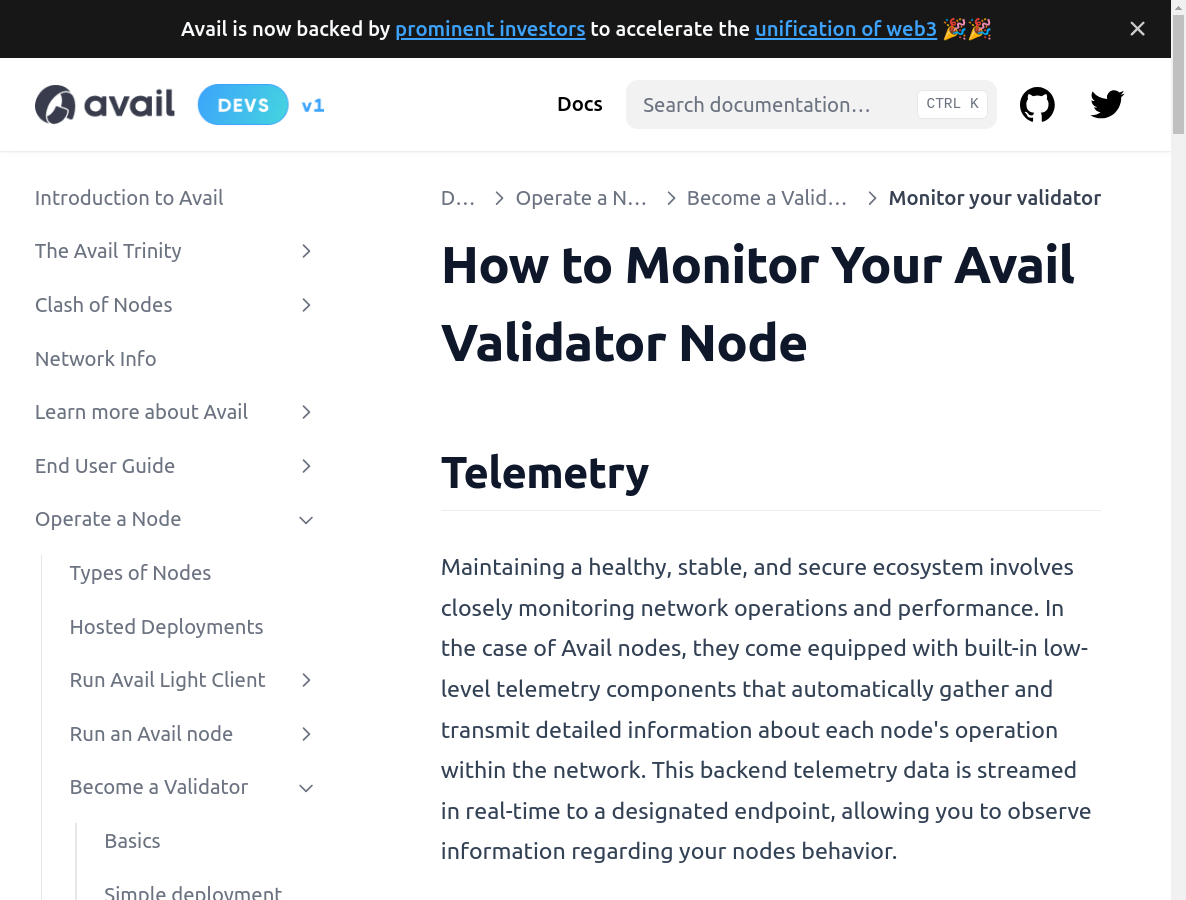 Avail is now backed by prominent investors to accelerate the unification of web3 🎉🎉
avail DEVS v1 Docs Search documentation… CTRL K
D… Operate a N… Become a Valid… Monitor your validator
Introduction to Avail
The Avail Trinity
Clash of Nodes
Network Info
Learn more about Avail
End User Guide
Operate a Node
Types of Nodes
Hosted Deployments
Run Avail Light Client
Run an Avail node
Become a Validator
Basics
Simple deployment
How to Monitor Your Avail
Validator Node
Telemetry
Maintaining a healthy, stable, and secure ecosystem involves
closely monitoring network operations and performance. In
the case of Avail nodes, they come equipped with built-in low-
level telemetry components that automatically gather and
transmit detailed information about each node's operation
within the network. This backend telemetry data is streamed
in real-time to a designated endpoint, allowing you to observe
information regarding your nodes behavior.